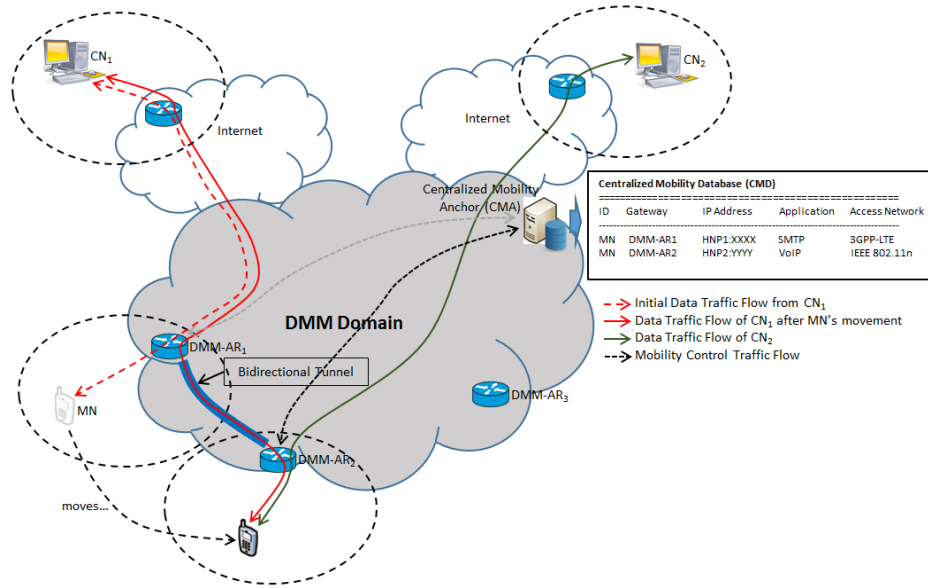 CN1
CN2
Internet
Internet
Centralized Mobility
Anchor (CMA)
Centralized Mobility Database (CMD)
=====================================================
ID Gateway IP Address Application Access Network
--------------------------------------------------------------------------------
MN DMM-AR1 HNP1:XXXX SMTP 3GPP-LTE
MN DMM-AR2 HNP2:YYYY VoIP IEEE 802.11n
Initial Data Traffic Flow from CN1
Data Traffic Flow of CN1 after MN's movement
Data Traffic Flow of CN2
Mobility Control Traffic Flow
DMM Domain
DMM-AR1
Bidirectional Tunnel
MN
DMM-AR3
DMM-AR2
moves...